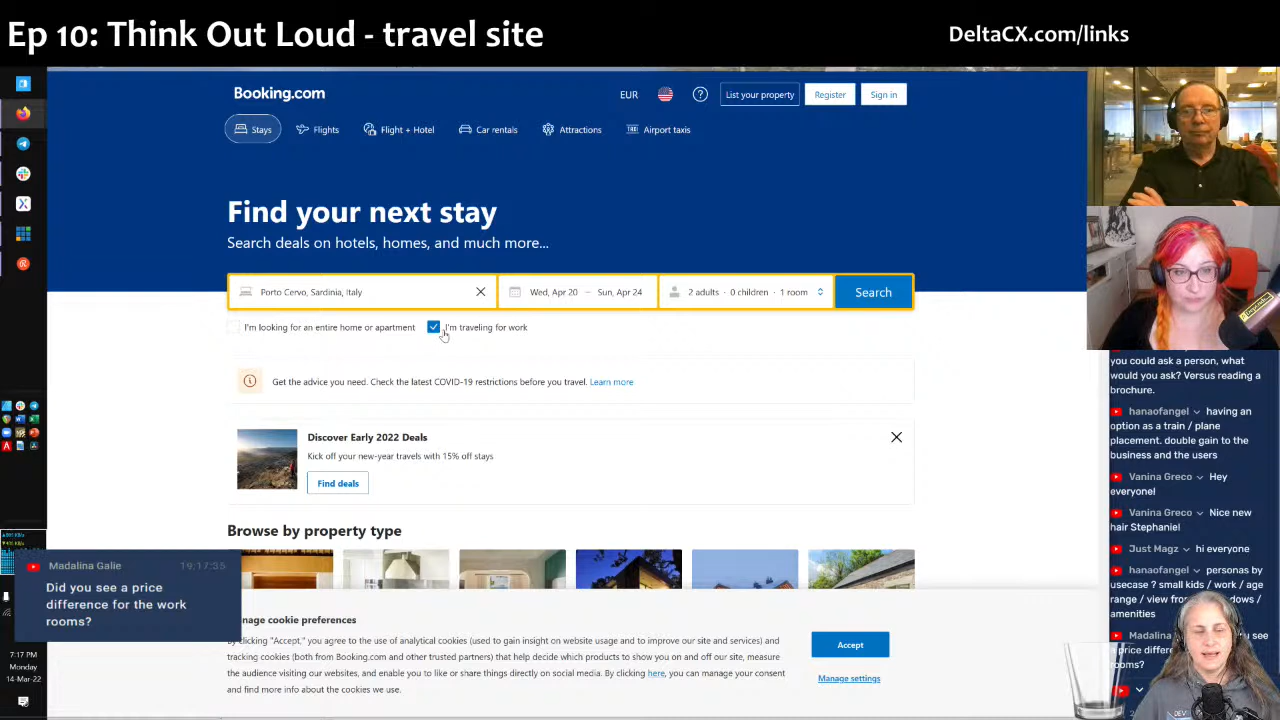 Ep 10: Think Out Loud - travel site
DeltaCX.com/links
Booking.com
EUR
List your property
Register
Sign in
Stays
Flights
Flight + Hotel
Car rentals
Attractions
Airport taxis
Find your next stay
Search deals on hotels, homes, and much more...
Porto Cervo, Sardinia, Italy
Wed, Apr 20 — Sun, Apr 24
2 adults · 0 children · 1 room
Search
I'm looking for an entire home or apartment
I'm traveling for work
Get the advice you need. Check the latest COVID-19 restrictions before you travel. Learn more
Discover Early 2022 Deals
Kick off your new-year travels with 15% off stays
Find deals
Browse by property type
Manage cookie preferences
By clicking "Accept," you agree to the use of analytical cookies (used to gain insight on website usage and to improve our site and services) and
tracking cookies (both from Booking.com and other trusted partners) that help decide which products to show you on and off our site, measure
the audience visiting our websites, and enable you to like or share things directly on social media. By clicking here, you can manage your consent
and find more info about the cookies we use.
Accept
Manage settings
Madalina Galie
19:17:35
Did you see a price
difference for the work
rooms?
7:17 PM
Monday
14-Mar-22
you could ask a person, what
would you ask? Versus reading a
brochure.
hanaofangel having an
option as a train / plane
placement. double gain to the
business and the users
Vanina Greco Hey
everyone!
Vanina Greco Nice new
hair Stephanie!
Just Magz hi everyone
hanaofangel personas by
usecase ? small kids / work / age
range / view
amenities
Madalina
see
a price
rooms?